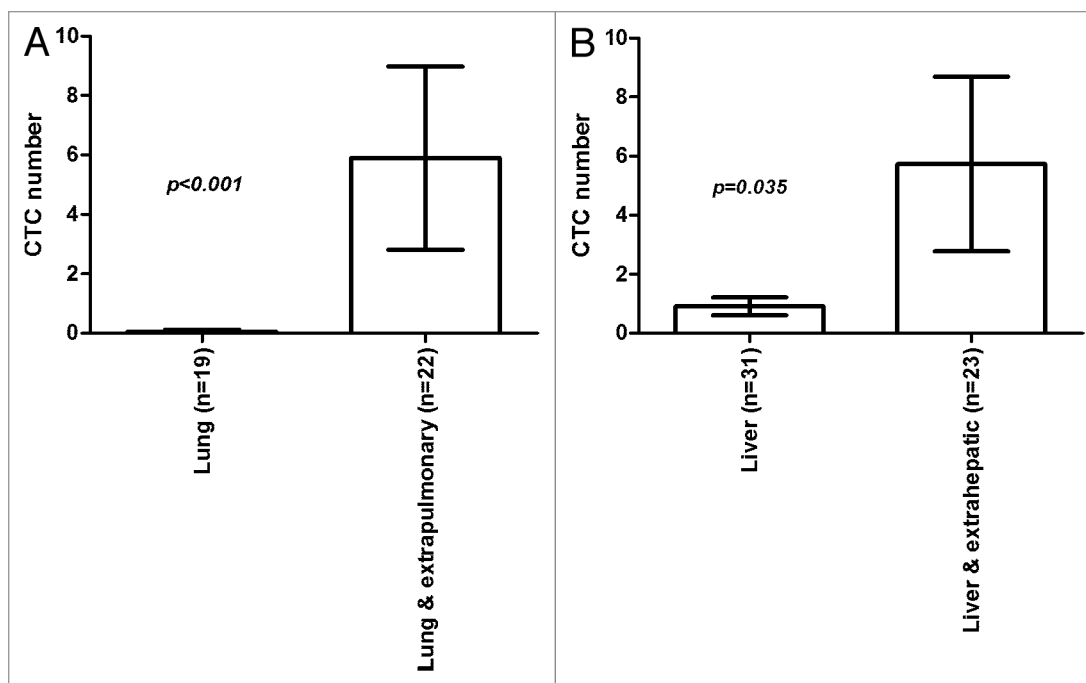 A
CTC number
10
8
6
4
2
0
p<0.001
Lung (n=19)
Lung & extrapulmonary (n=22)
B
CTC number
10
8
6
4
2
0
p=0.035
Liver (n=31)
Liver & extrahepatic (n=23)